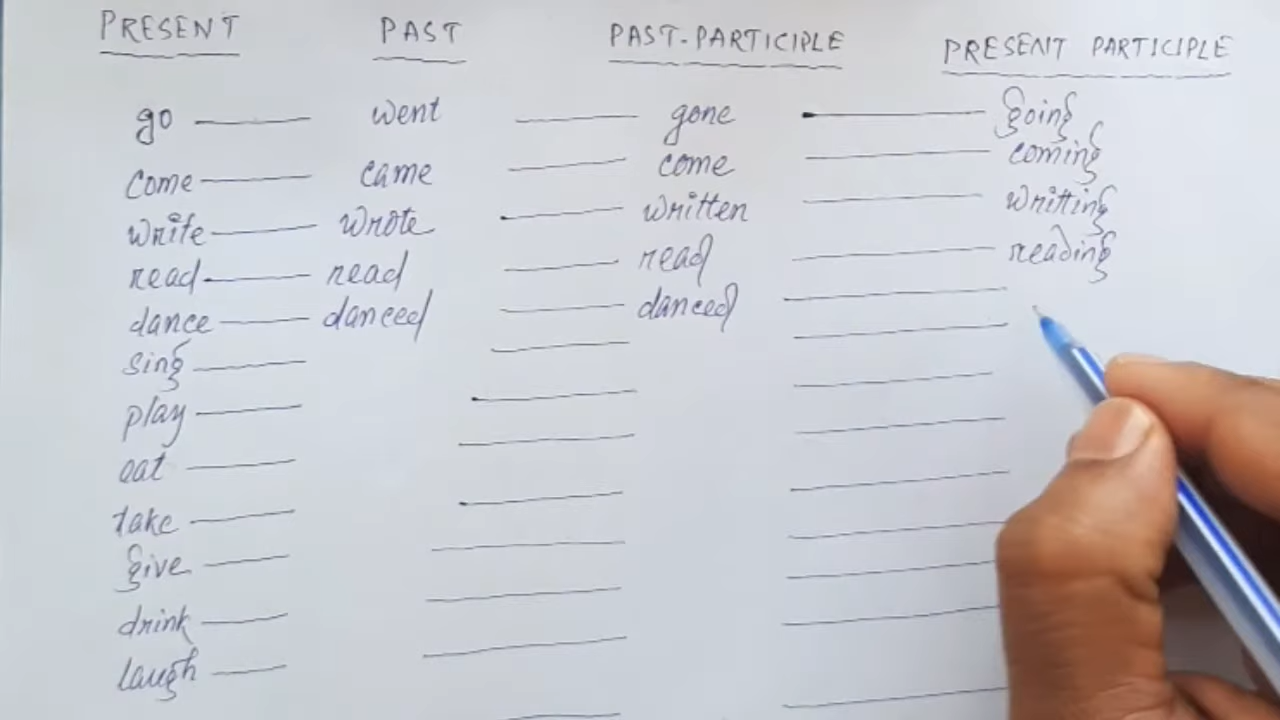 PRESENT PAST PAST-PARTICIPLE PRESENT PARTICIPLE
go went gone going
come came come coming
write wrote written writting
read read read reading
dance danced danced
sing
play
eat
take
give
drink
laugh